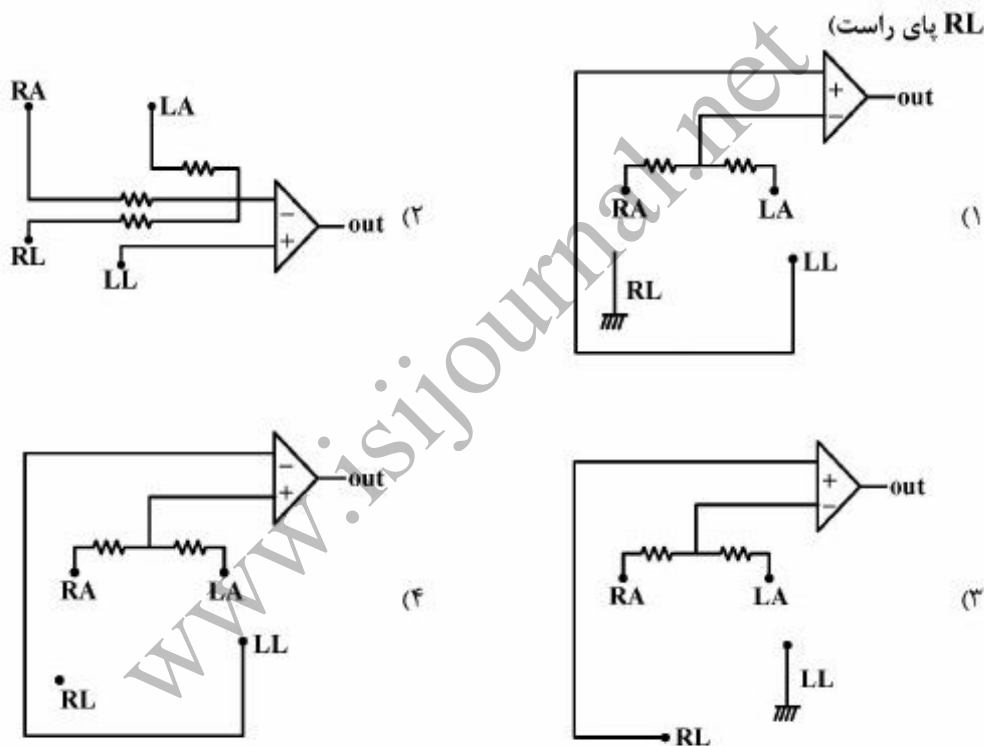 RL پای راست)
RA
LA
RL
LL
+
−
out
۲)
+
−
out
RA
LA
LL
RL
۱)
−
+
out
RA
LA
LL
RL
۴)
+
−
out
RA
LA
LL
RL
۳)
www.isijournal.net